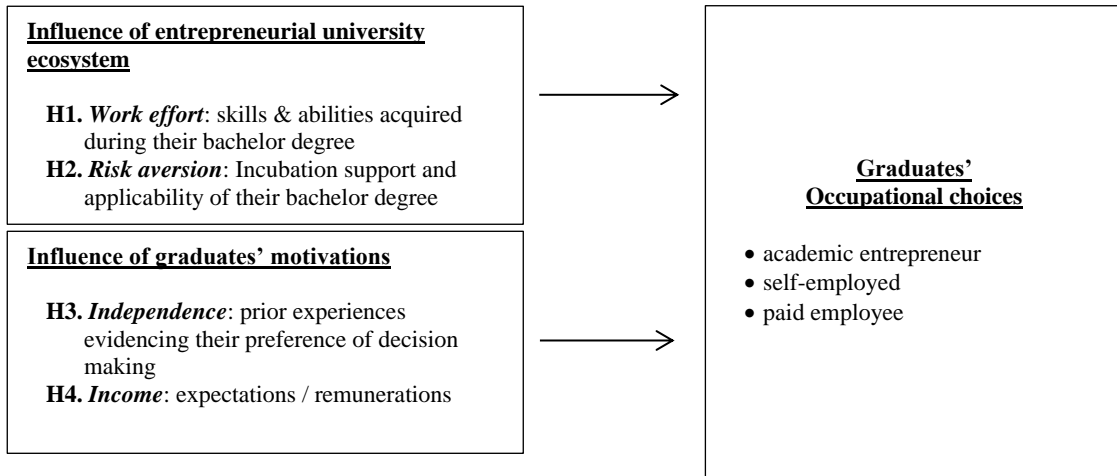 Influence of entrepreneurial university
ecosystem
H1. Work effort: skills & abilities acquired
during their bachelor degree
H2. Risk aversion: Incubation support and
applicability of their bachelor degree
Influence of graduates’ motivations
H3. Independence: prior experiences
evidencing their preference of decision
making
H4. Income: expectations / remunerations
Graduates’
Occupational choices
• academic entrepreneur
• self-employed
• paid employee